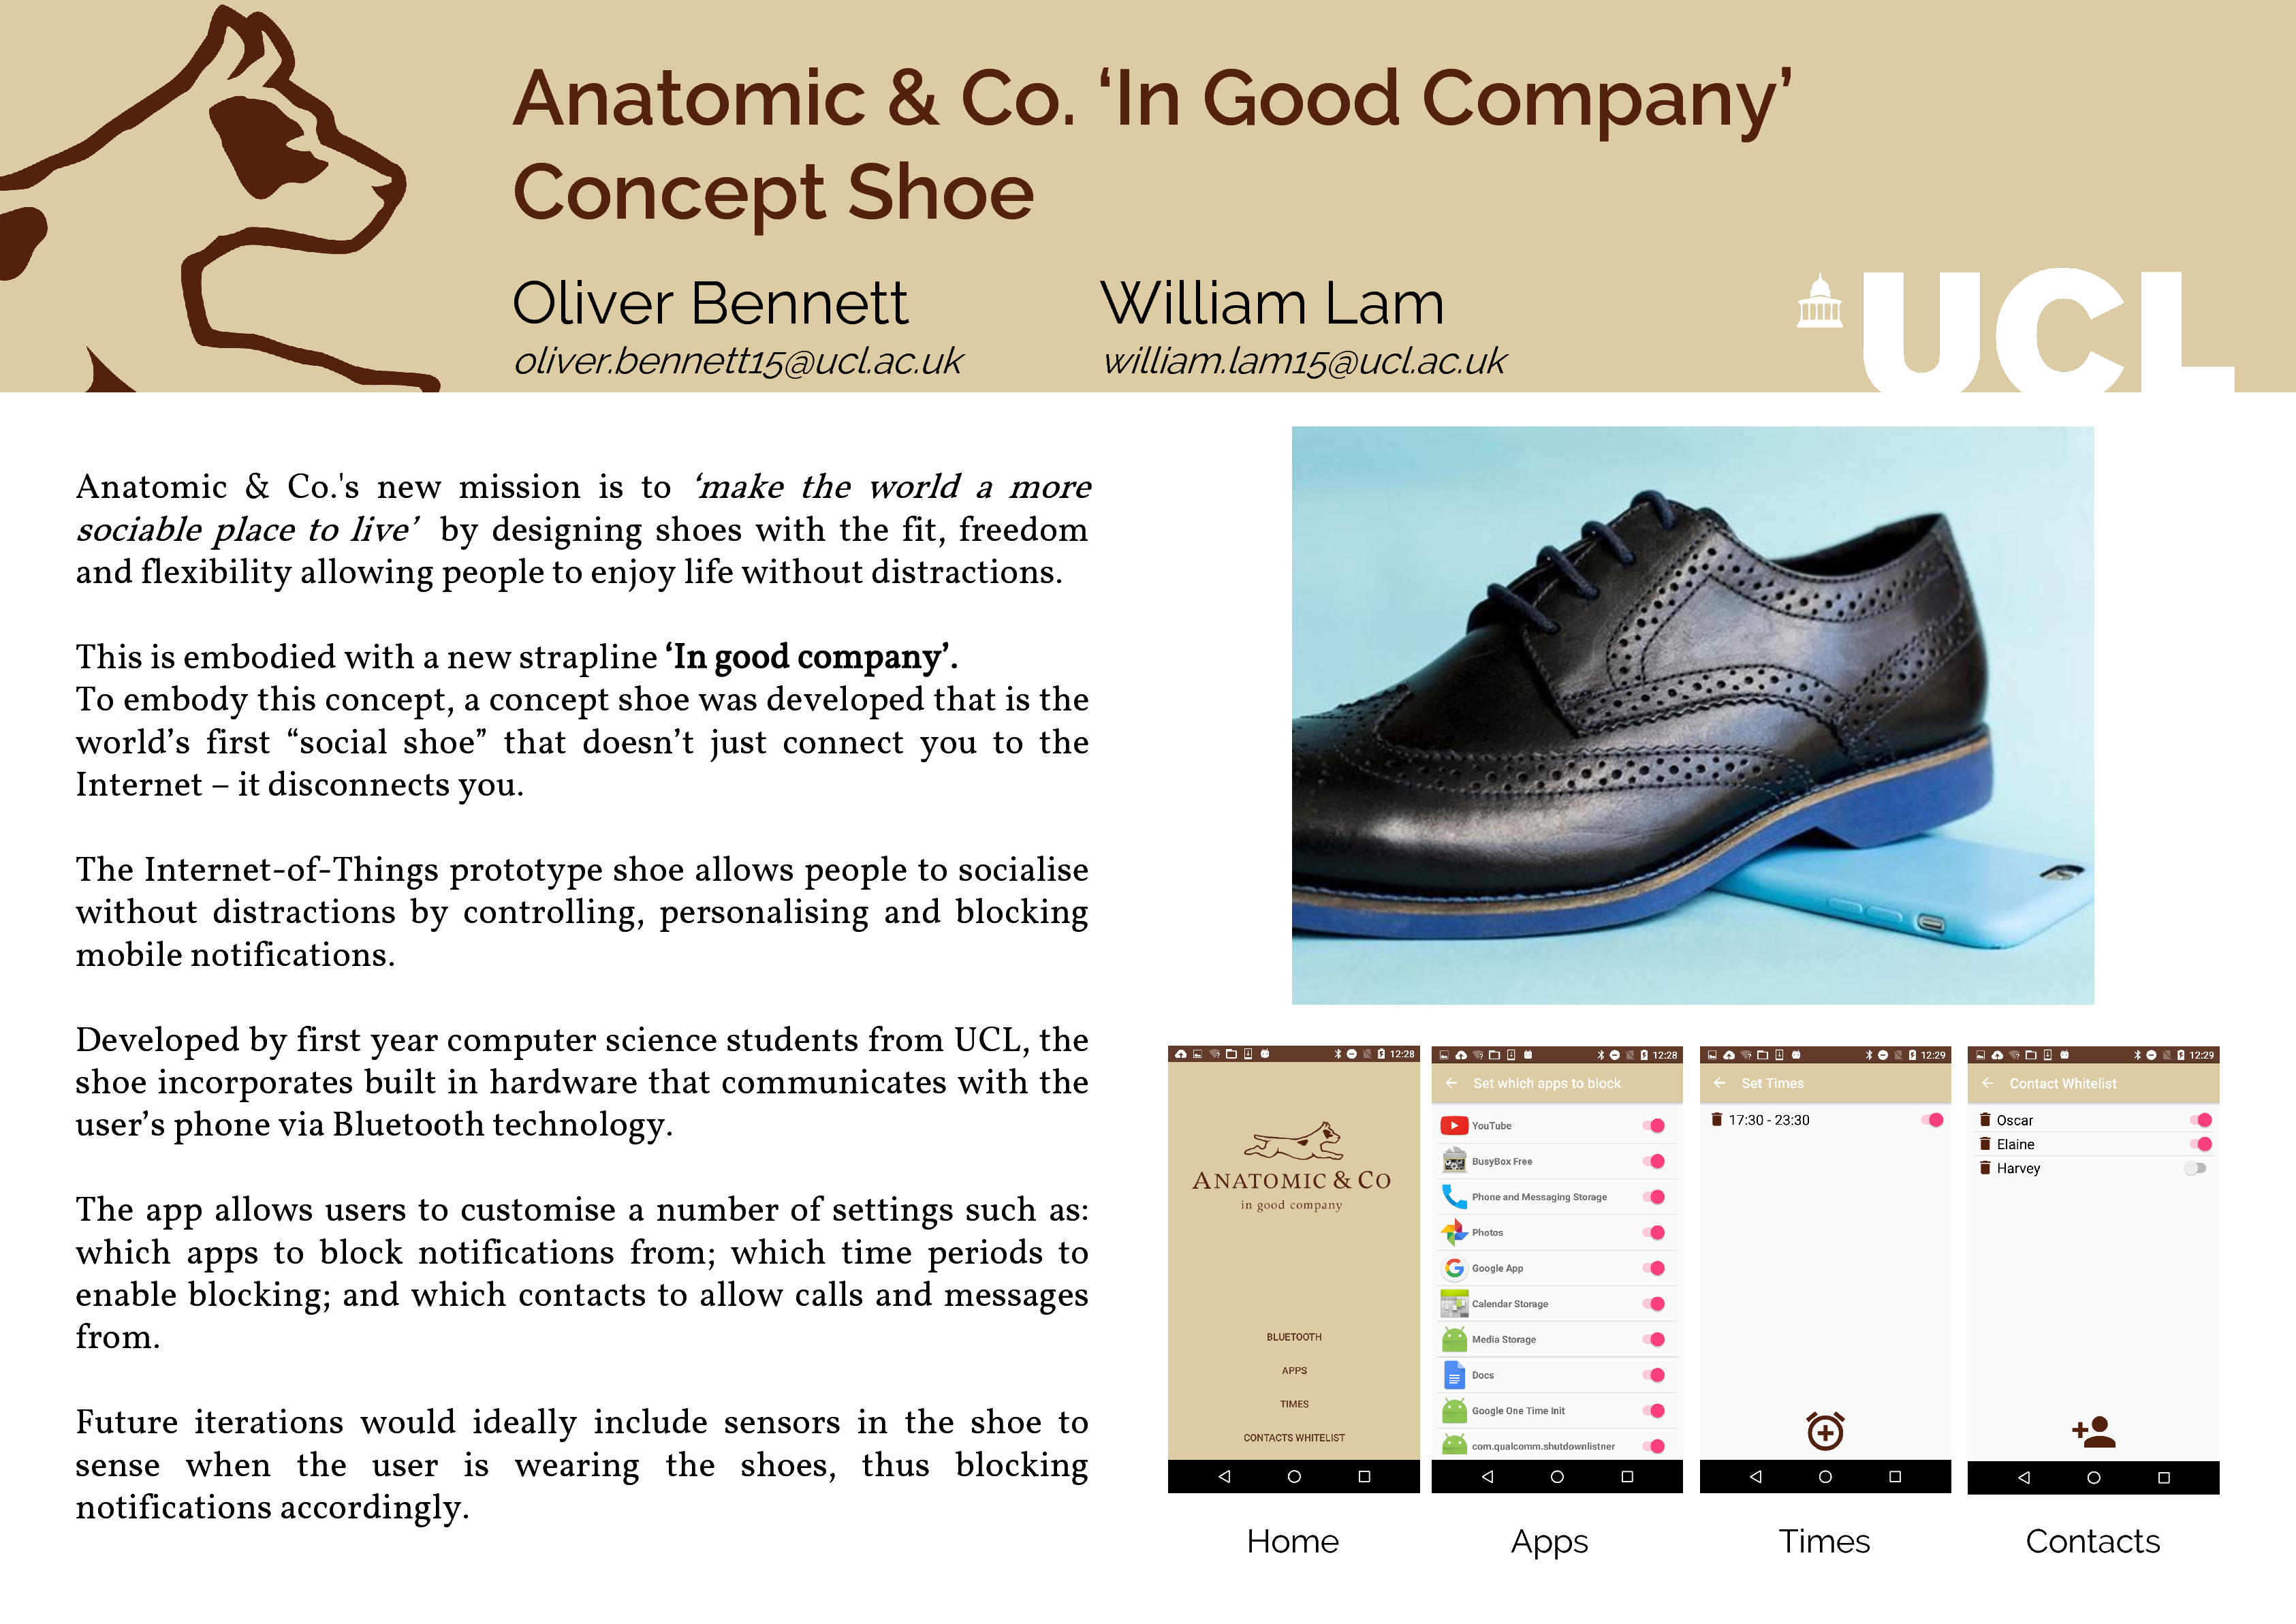 Anatomic & Co. ‘In Good Company’
Concept Shoe
Oliver Bennett
William Lam
oliver.bennett15@ucl.ac.uk
william.lam15@ucl.ac.uk
UCL
Anatomic & Co.'s new mission is to ‘make the world a more
sociable place to live’ by designing shoes with the fit, freedom
and flexibility allowing people to enjoy life without distractions.
This is embodied with a new strapline ‘In good company’.
To embody this concept, a concept shoe was developed that is the
world’s first “social shoe” that doesn’t just connect you to the
Internet – it disconnects you.
The Internet-of-Things prototype shoe allows people to socialise
without distractions by controlling, personalising and blocking
mobile notifications.
Developed by first year computer science students from UCL, the
shoe incorporates built in hardware that communicates with the
user’s phone via Bluetooth technology.
The app allows users to customise a number of settings such as:
which apps to block notifications from; which time periods to
enable blocking; and which contacts to allow calls and messages
from.
Future iterations would ideally include sensors in the shoe to
sense when the user is wearing the shoes, thus blocking
notifications accordingly.
12:28
ANATOMIC & CO
in good company
BLUETOOTH
APPS
TIMES
CONTACTS WHITELIST
Home
12:28
Set which apps to block
YouTube
BusyBox Free
Phone and Messaging Storage
Photos
Google App
Calendar Storage
Media Storage
Docs
Google One Time Init
com.qualcomm.shutdownlistner
Apps
12:29
Set Times
17:30 - 23:30
Times
12:29
Contact Whitelist
Oscar
Elaine
Harvey
Contacts